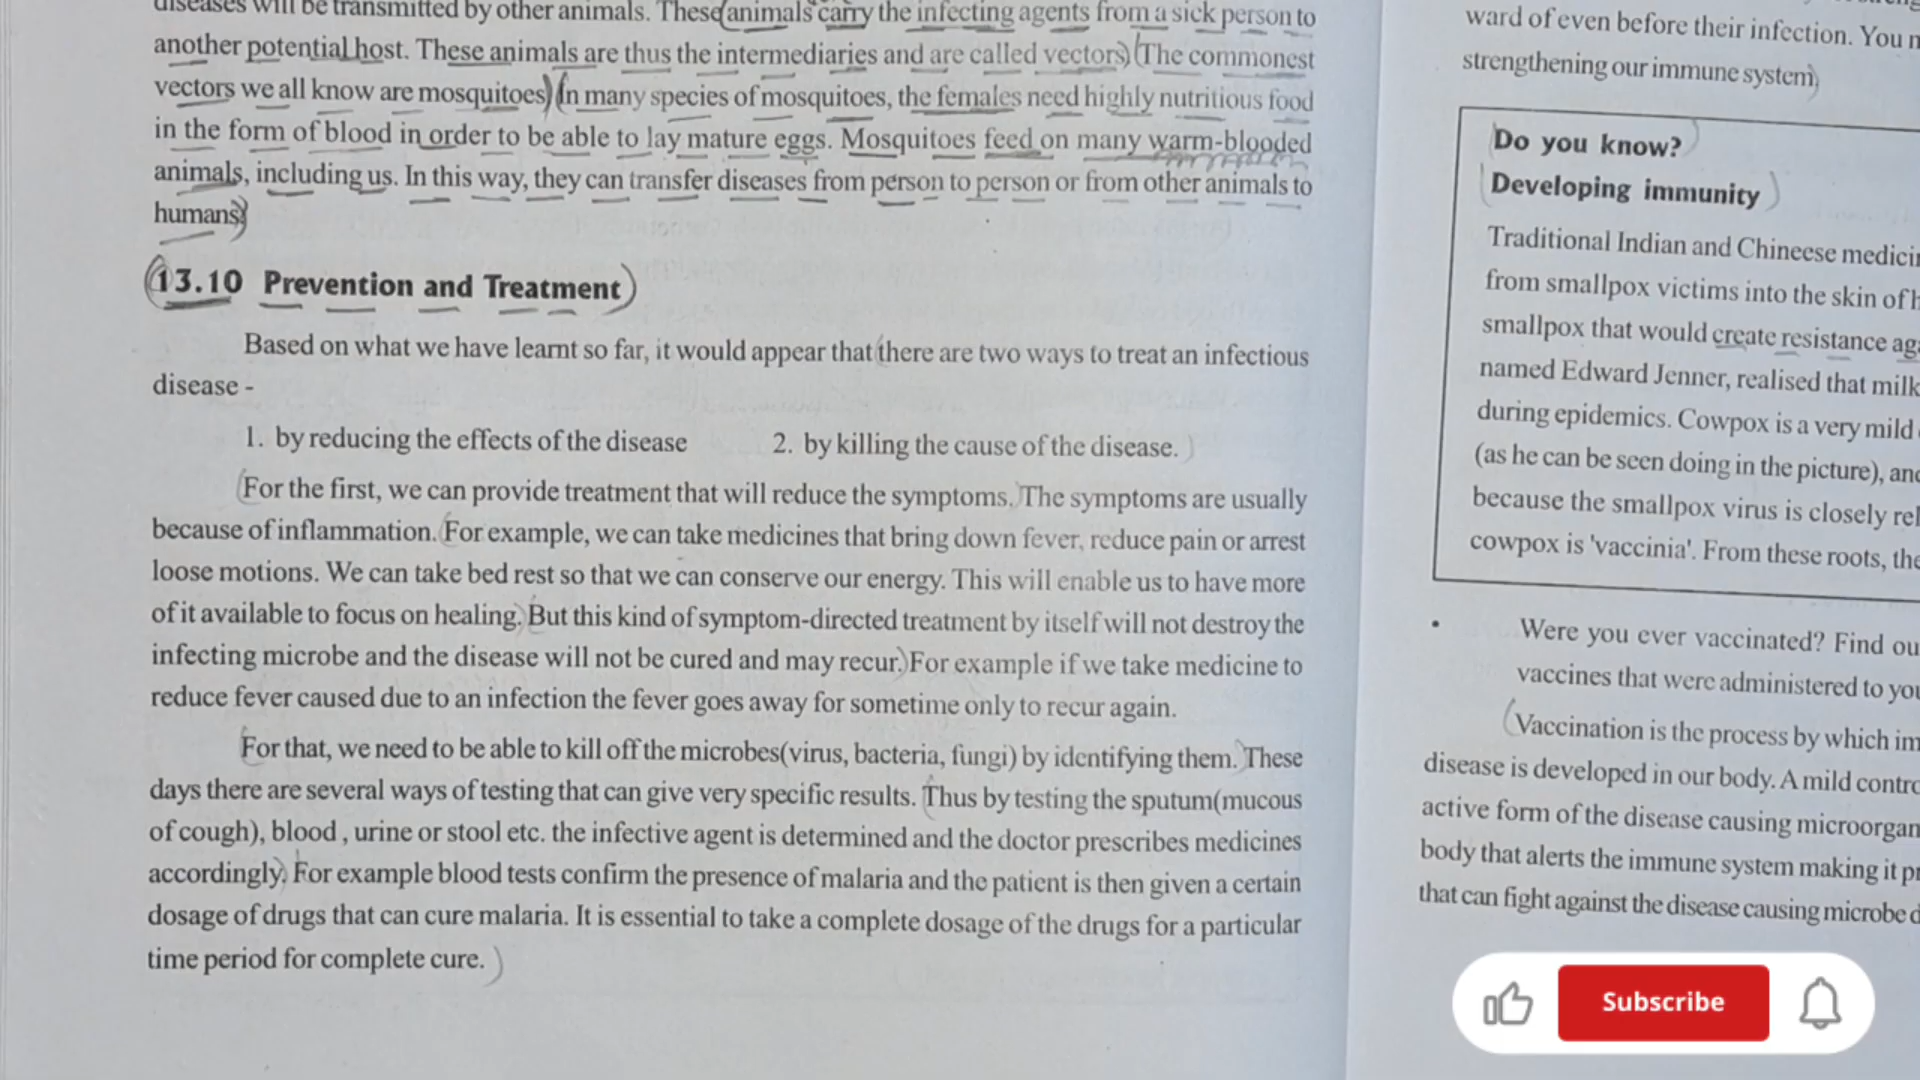 diseases will be transmitted by other animals. These animals carry the infecting agents from a sick person to
another potential host. These animals are thus the intermediaries and are called vectors) (The commonest
vectors we all know are mosquitoes) (In many species of mosquitoes, the females need highly nutritious food
in the form of blood in order to be able to lay mature eggs. Mosquitoes feed on many warm-blooded
animals, including us. In this way, they can transfer diseases from person to person or from other animals to
humans)
(13.10 Prevention and Treatment)
Based on what we have learnt so far, it would appear that (there are two ways to treat an infectious
disease -
1. by reducing the effects of the disease 2. by killing the cause of the disease. )
(For the first, we can provide treatment that will reduce the symptoms. The symptoms are usually
because of inflammation. (For example, we can take medicines that bring down fever, reduce pain or arrest
loose motions. We can take bed rest so that we can conserve our energy. This will enable us to have more
of it available to focus on healing. But this kind of symptom-directed treatment by itself will not destroy the
infecting microbe and the disease will not be cured and may recur.) For example if we take medicine to
reduce fever caused due to an infection the fever goes away for sometime only to recur again.
For that, we need to be able to kill off the microbes(virus, bacteria, fungi) by identifying them. These
days there are several ways of testing that can give very specific results. Thus by testing the sputum(mucous
of cough), blood , urine or stool etc. the infective agent is determined and the doctor prescribes medicines
accordingly. For example blood tests confirm the presence of malaria and the patient is then given a certain
dosage of drugs that can cure malaria. It is essential to take a complete dosage of the drugs for a particular
time period for complete cure. )
ward of even before their infection. You
strengthening our immune system)
Do you know?
Developing immunity
Traditional Indian and Chineese
from smallpox victims into the skin of
smallpox that would create resistance
named Edward Jenner, realised that
during epidemics. Cowpox is a very mild
(as he can be seen doing in the picture),
because the smallpox virus is closely
cowpox is 'vaccinia'. From these roots,
• Were you ever vaccinated? Find
vaccines that were administered to
(Vaccination is the process by which
disease is developed in our body. A mild
active form of the disease causing
body that alerts the immune system making it
that can fight against the disease causing microbe
Subscribe